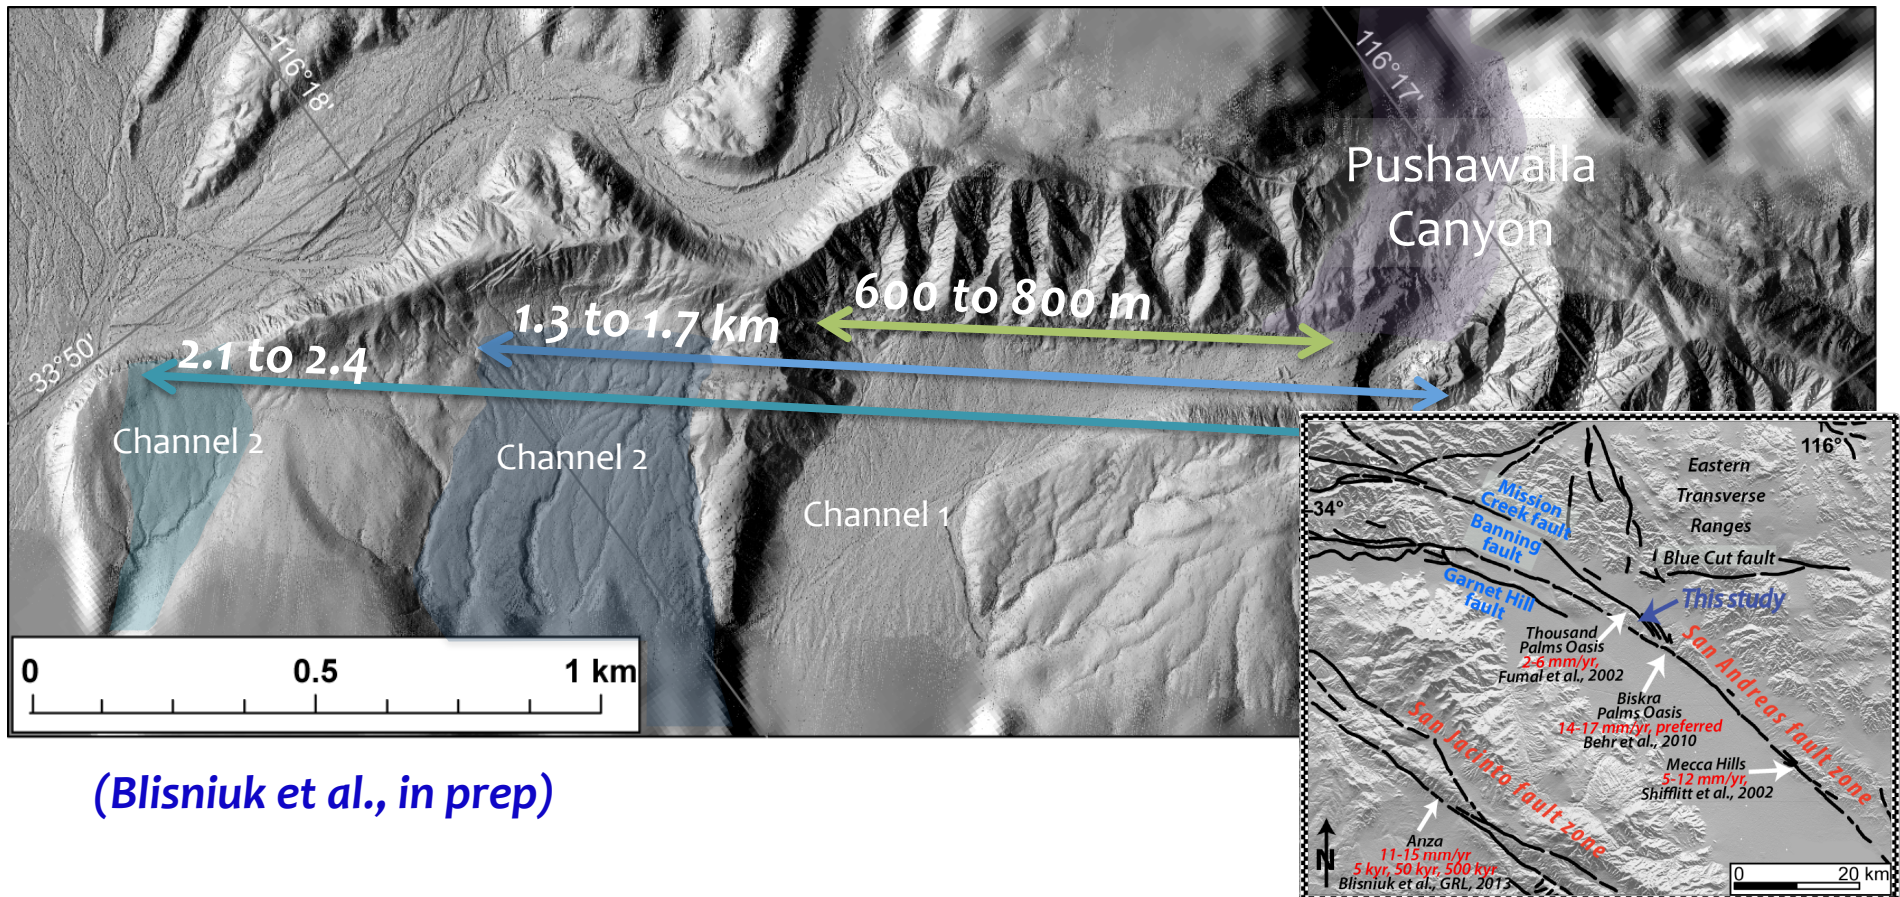 116°18'
116°17'
Pushawalla
Canyon
600 to 800 m
1.3 to 1.7 km
2.1 to 2.4
33°50'
Channel 2
Channel 2
Channel 1
0 0.5 1 km
(Blisniuk et al., in prep)
116°
Eastern
Transverse
Ranges
Mission
Creek fault
34°
Banning
fault
Blue Cut fault
Garnet Hill
fault
This study
Thousand
Palms Oasis
2-6 mm/yr,
Fumal et al., 2002
San Andreas fault zone
Biskra
Palms Oasis
14-17 mm/yr, preferred
Behr et al., 2010
San Jacinto fault zone
Mecca Hills
5-12 mm/yr,
Shifflitt et al., 2002
Anza
11-15 mm/yr
5 kyr, 50 kyr, 500 kyr
Blisniuk et al., GRL, 2013
N
0 20 km